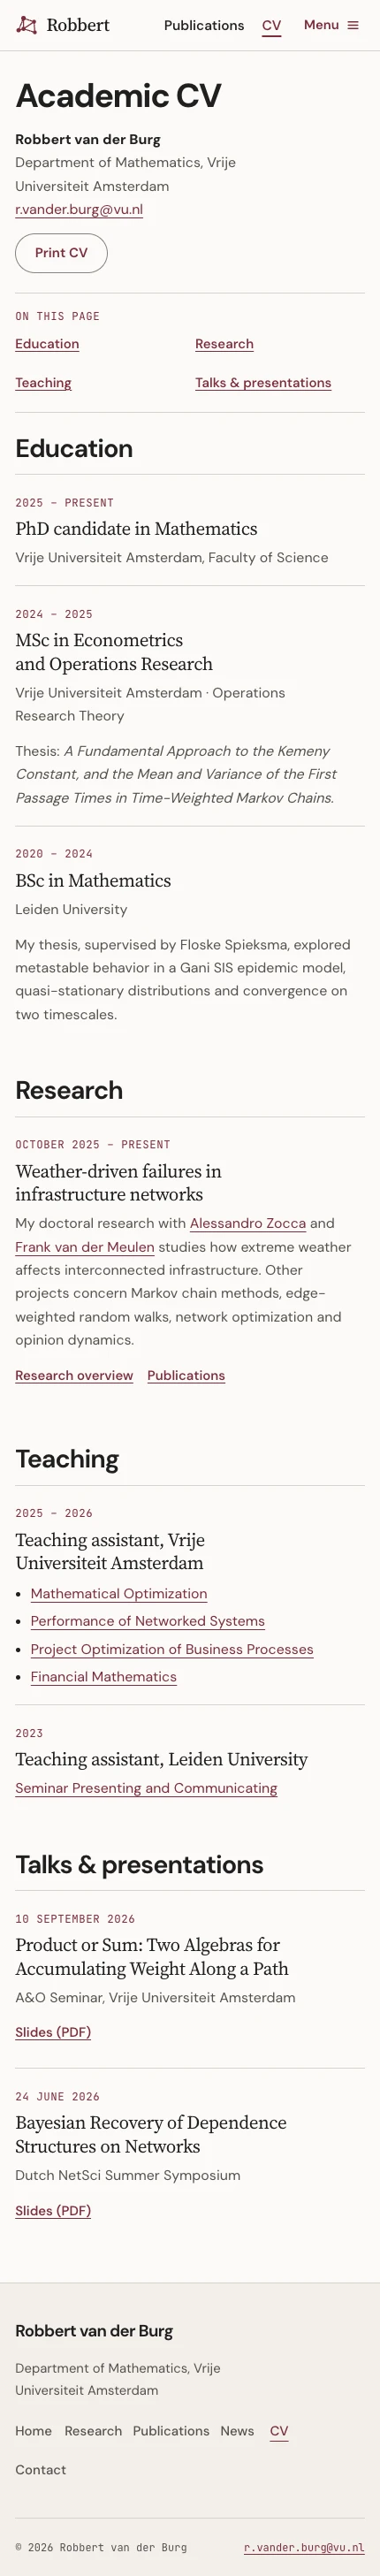 Robbert Publications CV Menu
Academic CV
Robbert van der Burg
Department of Mathematics, Vrije
Universiteit Amsterdam
r.vander.burg@vu.nl
Print CV
ON THIS PAGE
Education Research
Teaching Talks & presentations
Education
2025 – PRESENT
PhD candidate in Mathematics
Vrije Universiteit Amsterdam, Faculty of Science
2024 – 2025
MSc in Econometrics
and Operations Research
Vrije Universiteit Amsterdam · Operations
Research Theory
Thesis: A Fundamental Approach to the Kemeny
Constant, and the Mean and Variance of the First
Passage Times in Time-Weighted Markov Chains.
2020 – 2024
BSc in Mathematics
Leiden University
My thesis, supervised by Floske Spieksma, explored
metastable behavior in a Gani SIS epidemic model,
quasi-stationary distributions and convergence on
two timescales.
Research
OCTOBER 2025 – PRESENT
Weather-driven failures in
infrastructure networks
My doctoral research with Alessandro Zocca and
Frank van der Meulen studies how extreme weather
affects interconnected infrastructure. Other
projects concern Markov chain methods, edge-
weighted random walks, network optimization and
opinion dynamics.
Research overview Publications
Teaching
2025 – 2026
Teaching assistant, Vrije
Universiteit Amsterdam
• Mathematical Optimization
• Performance of Networked Systems
• Project Optimization of Business Processes
• Financial Mathematics
2023
Teaching assistant, Leiden University
Seminar Presenting and Communicating
Talks & presentations
10 SEPTEMBER 2026
Product or Sum: Two Algebras for
Accumulating Weight Along a Path
A&O Seminar, Vrije Universiteit Amsterdam
Slides (PDF)
24 JUNE 2026
Bayesian Recovery of Dependence
Structures on Networks
Dutch NetSci Summer Symposium
Slides (PDF)
Robbert van der Burg
Department of Mathematics, Vrije
Universiteit Amsterdam
Home Research Publications News CV
Contact
© 2026 Robbert van der Burg r.vander.burg@vu.nl